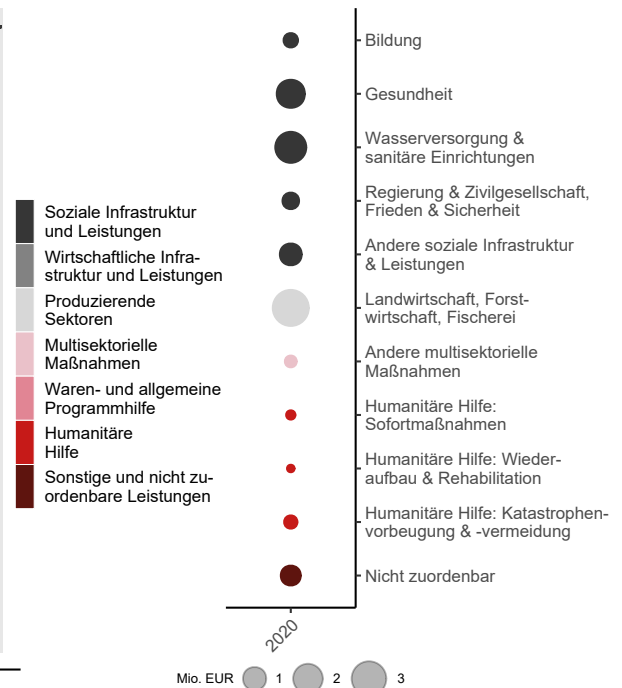 Soziale Infrastruktur
und Leistungen
Wirtschaftliche Infra-
struktur und Leistungen
Produzierende
Sektoren
Multisektorielle
Maßnahmen
Waren- und allgemeine
Programmhilfe
Humanitäre
Hilfe
Sonstige und nicht zu-
ordenbare Leistungen
Bildung
Gesundheit
Wasserversorgung &
sanitäre Einrichtungen
Regierung & Zivilgesellschaft,
Frieden & Sicherheit
Andere soziale Infrastruktur
& Leistungen
Landwirtschaft, Forst-
wirtschaft, Fischerei
Andere multisektorielle
Maßnahmen
Humanitäre Hilfe:
Sofortmaßnahmen
Humanitäre Hilfe: Wieder-
aufbau & Rehabilitation
Humanitäre Hilfe: Katastrophen-
vorbeugung & -vermeidung
Nicht zuordenbar
2020
Mio. EUR 1 2 3